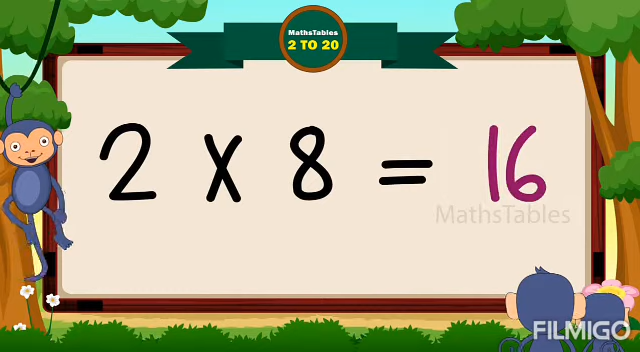 MathsTables
2 TO 20
2 X 8 = 16
MathsTables
FILMIGO